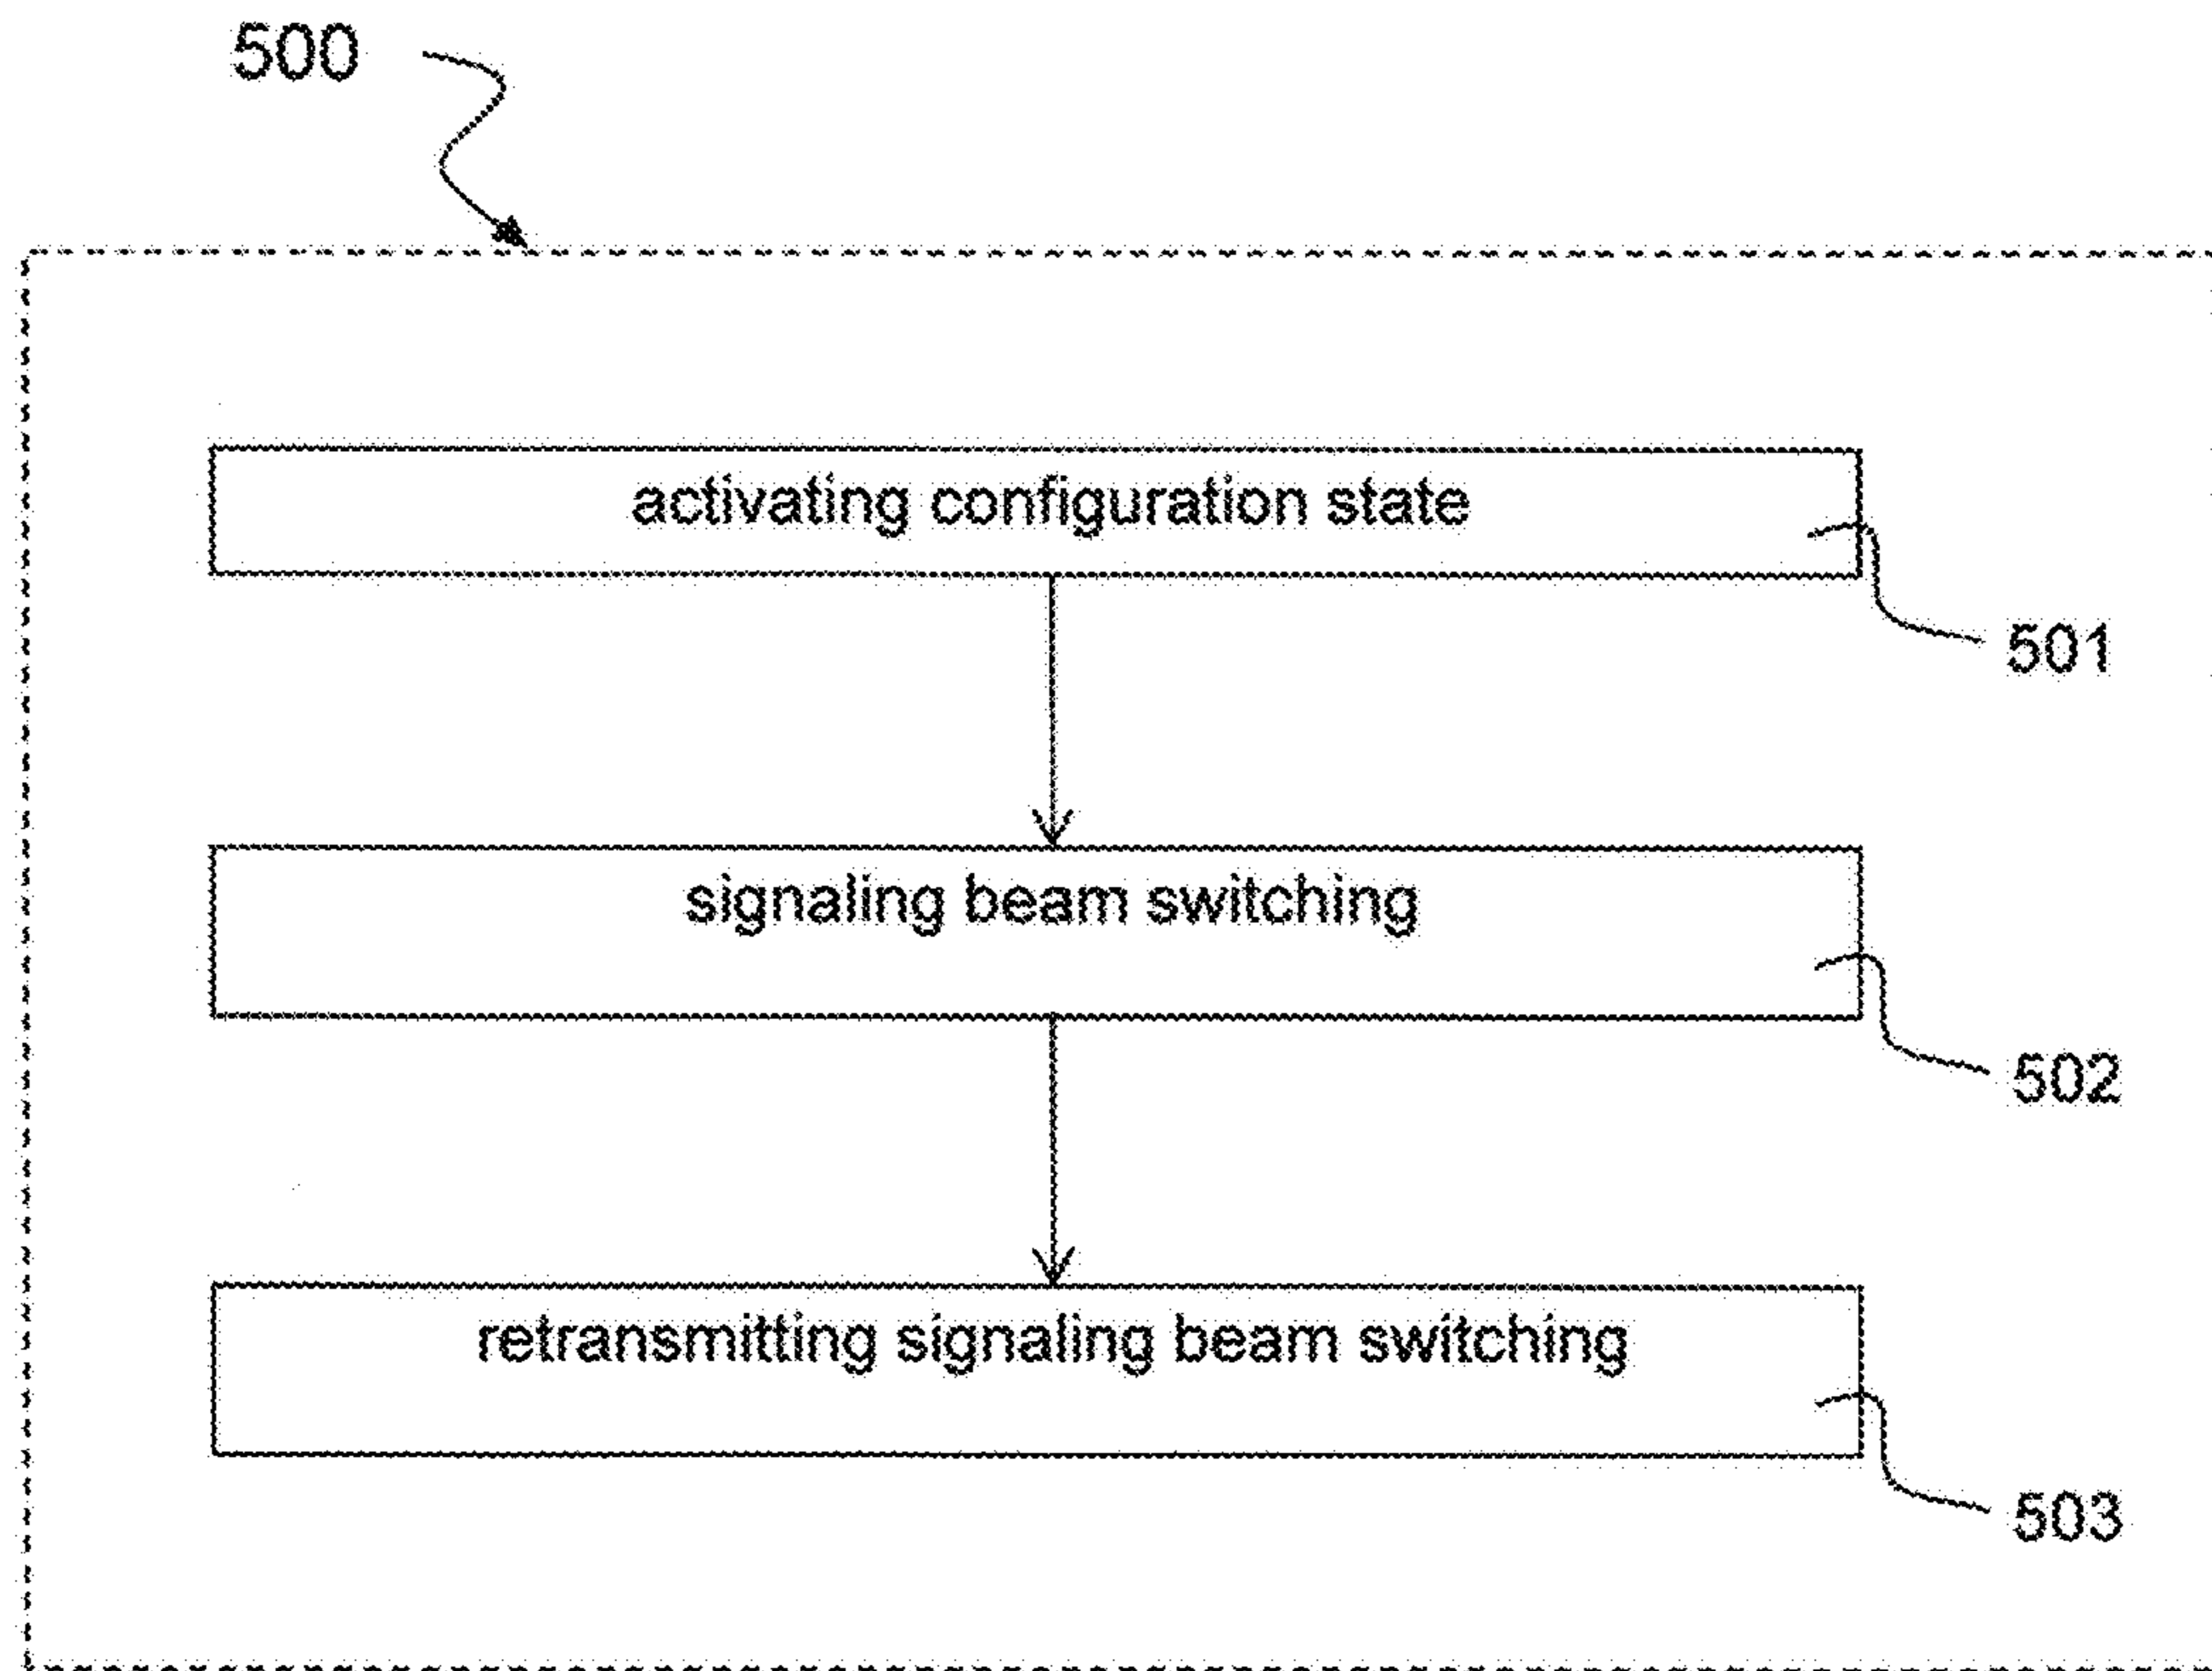 500
activating configuration state
501
signaling beam switching
502
retransmitting signaling beam switching
503